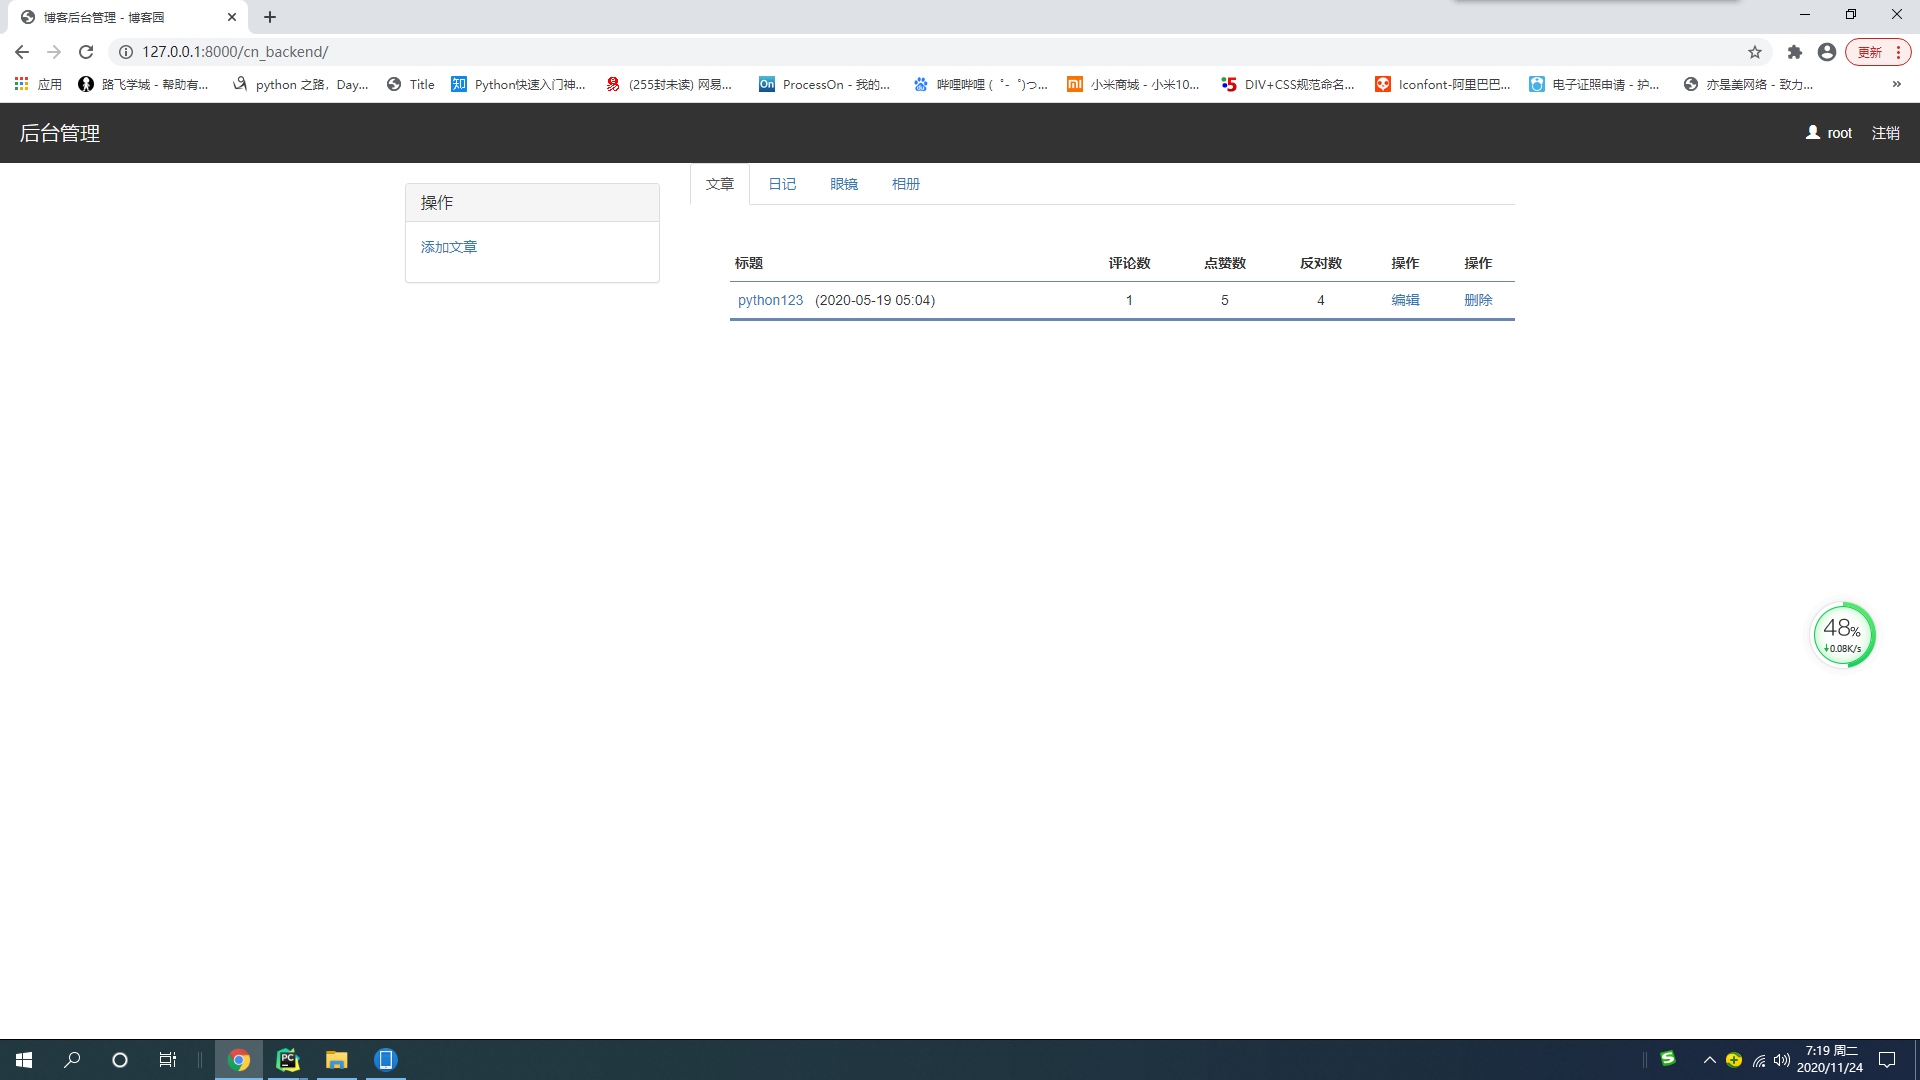 博客后台管理 - 博客园
127.0.0.1:8000/cn_backend/
更新
应用
路飞学城 - 帮助有...
python 之路，Day...
Title
知 Python快速入门神...
(255封未读) 网易...
On ProcessOn - 我的...
哔哩哔哩 ( ゜- ゜)つ...
mi 小米商城 - 小米10...
5 DIV+CSS规范命名...
Iconfont-阿里巴巴...
电子证照申请 - 护...
亦是美网络 - 致力...
»
后台管理
root 注销
文章 日记 眼镜 相册
操作
添加文章
标题 评论数 点赞数 反对数 操作 操作
python123 (2020-05-19 05:04) 1 5 4 编辑 删除
48%
0.08K/s
PC
S
7:19 周二
2020/11/24